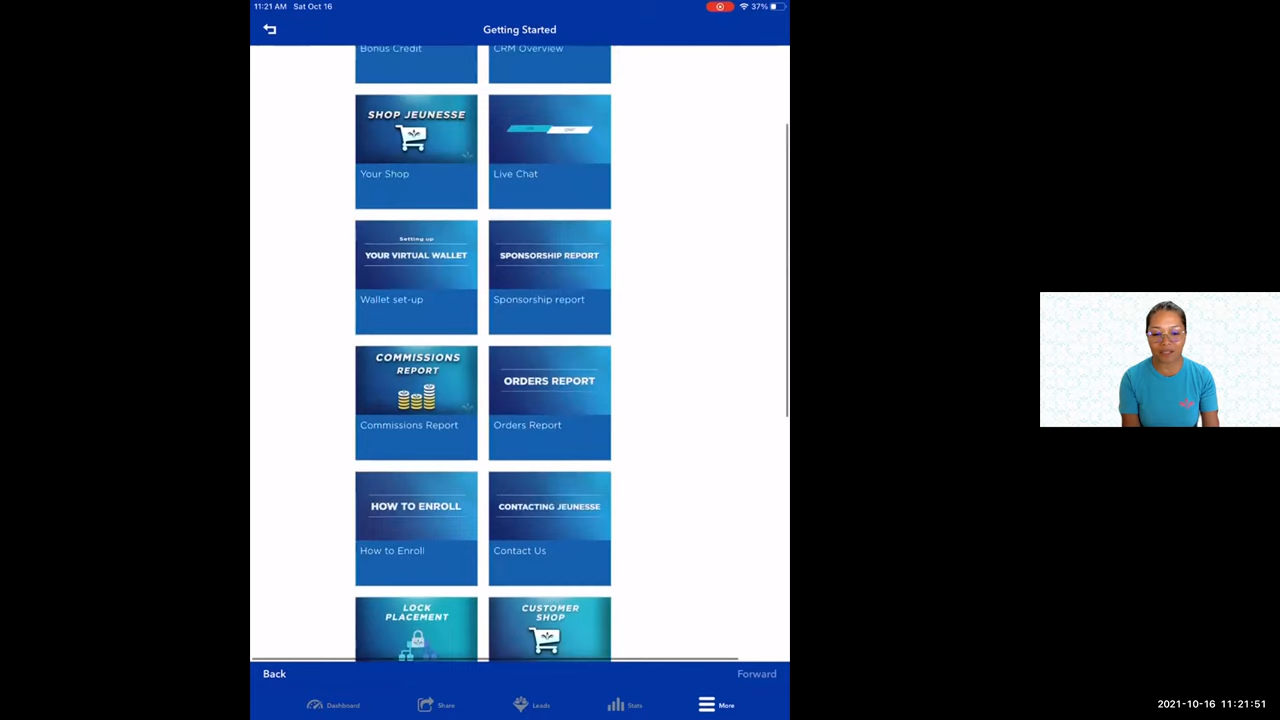 11:21 AM Sat Oct 16
37%
Getting Started
Bonus Credit
CRM Overview
SHOP JEUNESSE
Your Shop
Live Chat
Setting up
YOUR VIRTUAL WALLET
Wallet set-up
SPONSORSHIP REPORT
Sponsorship report
COMMISSIONS
REPORT
Commissions Report
ORDERS REPORT
Orders Report
HOW TO ENROLL
How to Enroll
CONTACTING JEUNESSE
Contact Us
LOCK
PLACEMENT
CUSTOMER
SHOP
Back
Forward
Dashboard
Share
Leads
Stats
More
2021-10-16 11:21:51